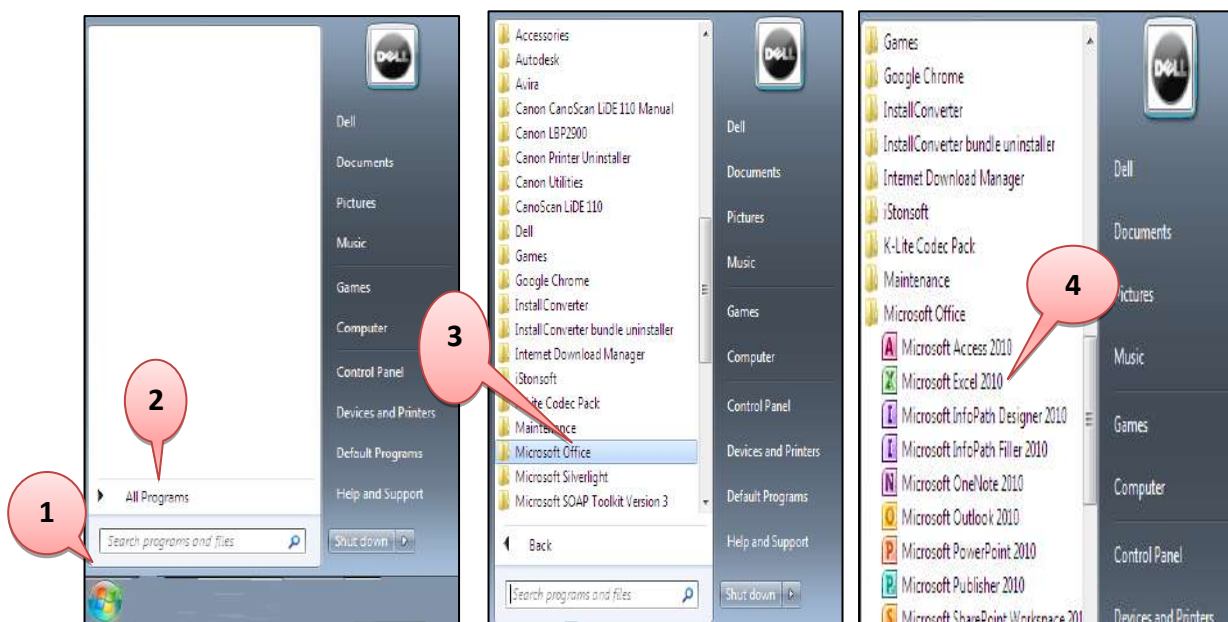 DELL
Dell
Documents
Pictures
Music
Games
Computer
Control Panel
Devices and Printers
Default Programs
Help and Support
2
All Programs
1
Search programs and files
Shut down
Accessories
Autodesk
Avira
Canon CanoScan LiDE 110 Manual
Canon LBP2900
Canon Printer Uninstaller
Canon Utilities
CanoScan LiDE 110
Dell
Games
Google Chrome
InstallConverter
InstallConverter bundle uninstaller
Internet Download Manager
iStonsoft
K-Lite Codec Pack
Maintenance
Microsoft Office
Microsoft Silverlight
Microsoft SOAP Toolkit Version 3
Back
Search programs and files
3
DELL
Dell
Documents
Pictures
Music
Games
Computer
Control Panel
Devices and Printers
Default Programs
Help and Support
Shut down
Games
Google Chrome
InstallConverter
InstallConverter bundle uninstaller
Internet Download Manager
iStonsoft
K-Lite Codec Pack
Maintenance
Microsoft Office
A Microsoft Access 2010
X Microsoft Excel 2010
I Microsoft InfoPath Designer 2010
I Microsoft InfoPath Filler 2010
N Microsoft OneNote 2010
O Microsoft Outlook 2010
P Microsoft PowerPoint 2010
P Microsoft Publisher 2010
S Microsoft SharePoint Workspace 201
4
DELL
Dell
Documents
Pictures
Music
Games
Computer
Control Panel
Devices and Printers